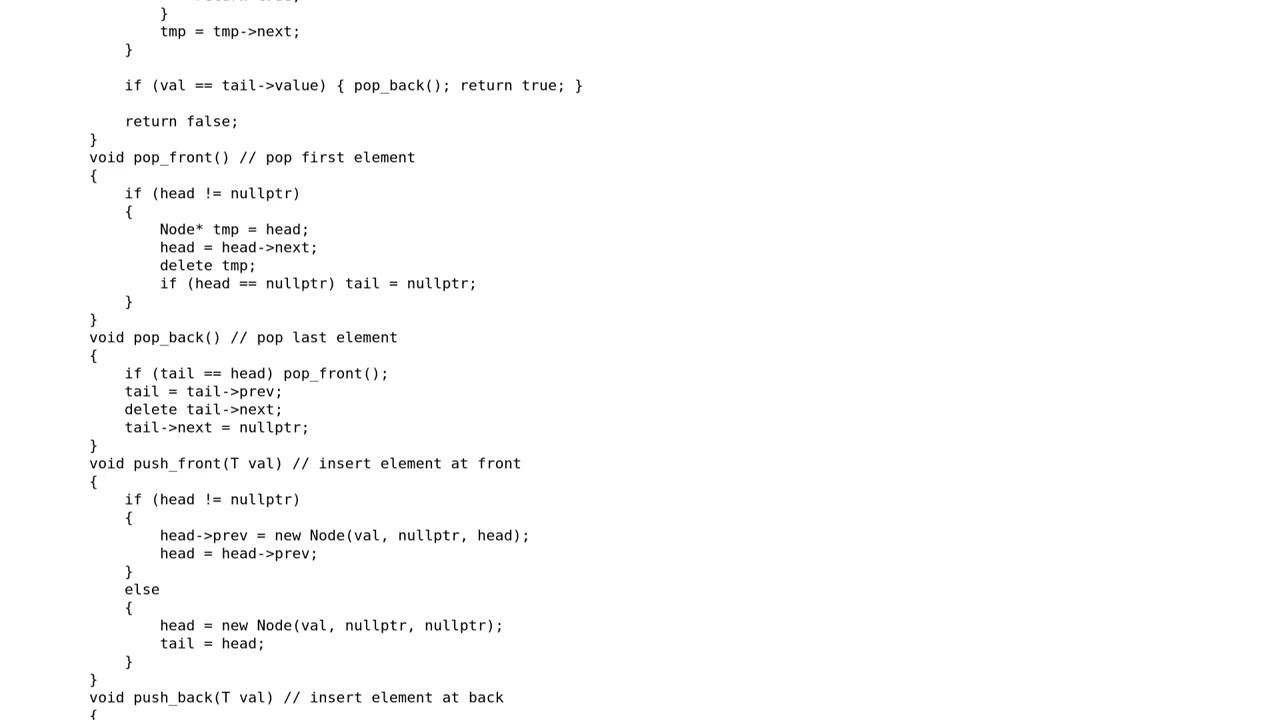 }
tmp = tmp->next;
}
if (val == tail->value) { pop_back(); return true; }
return false;
}
void pop_front() // pop first element
{
if (head != nullptr)
{
Node* tmp = head;
head = head->next;
delete tmp;
if (head == nullptr) tail = nullptr;
}
}
void pop_back() // pop last element
{
if (tail == head) pop_front();
tail = tail->prev;
delete tail->next;
tail->next = nullptr;
}
void push_front(T val) // insert element at front
{
if (head != nullptr)
{
head->prev = new Node(val, nullptr, head);
head = head->prev;
}
else
{
head = new Node(val, nullptr, nullptr);
tail = head;
}
}
void push_back(T val) // insert element at back
{